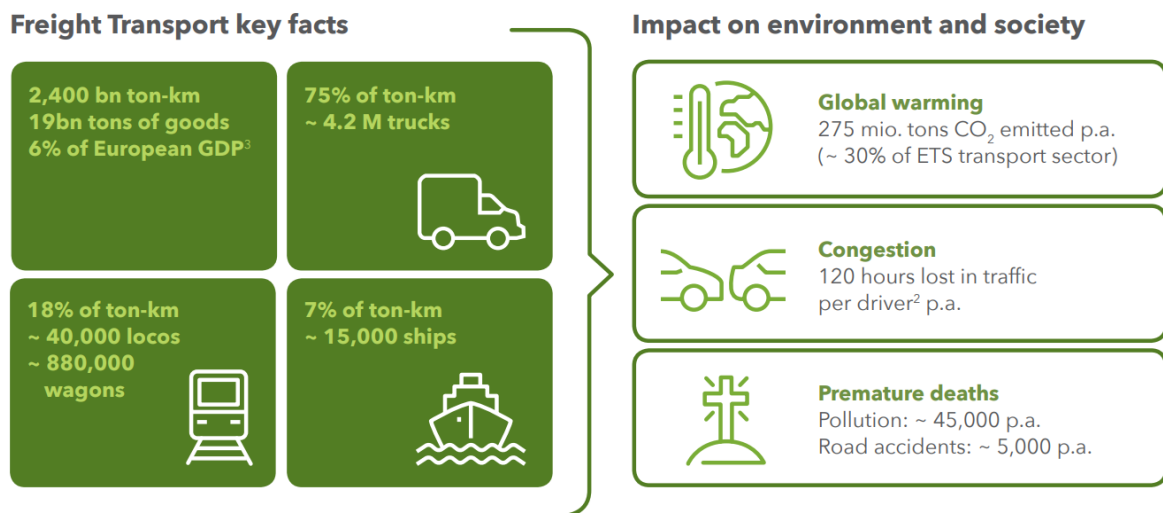 Freight Transport key facts
2,400 bn ton-km
19bn tons of goods
6% of European GDP³
75% of ton-km
~ 4.2 M trucks
18% of ton-km
~ 40,000 locos
~ 880,000
wagons
7% of ton-km
~ 15,000 ships
Impact on environment and society
Global warming
275 mio. tons CO₂ emitted p.a.
(~ 30% of ETS transport sector)
Congestion
120 hours lost in traffic
per driver² p.a.
Premature deaths
Pollution: ~ 45,000 p.a.
Road accidents: ~ 5,000 p.a.